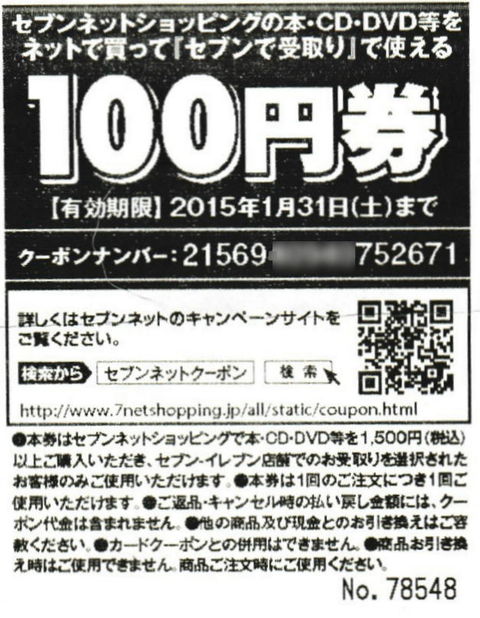 セブンネットショッピングの本・CD・DVD等を
ネットで買って『セブンで受取り』で使える
100円券
【有効期限】2015年1月31日(土)まで
クーポンナンバー:21569 752671
詳しくはセブンネットのキャンペーンサイトを
ご覧ください。
検索から セブンネットクーポン 検索
http://www.7netshopping.jp/all/static/coupon.html
●本券はセブンネットショッピングで本・CD・DVD等を1,500円(税込)
以上ご購入いただき、セブン-イレブン店舗でのお受取りを選択された
お客様のみご使用いただけます。●本券は1回のご注文につき1回ご
使用いただけます。●ご返品・キャンセル時の払い戻し金額には、クー
ポン代金は含まれません。●他の商品及び現金とのお引き換えはご容
赦ください。●カードクーポンとの併用はできません。●商品お引き換
え時はご使用できません。商品ご注文時にご使用ください。
No.78548